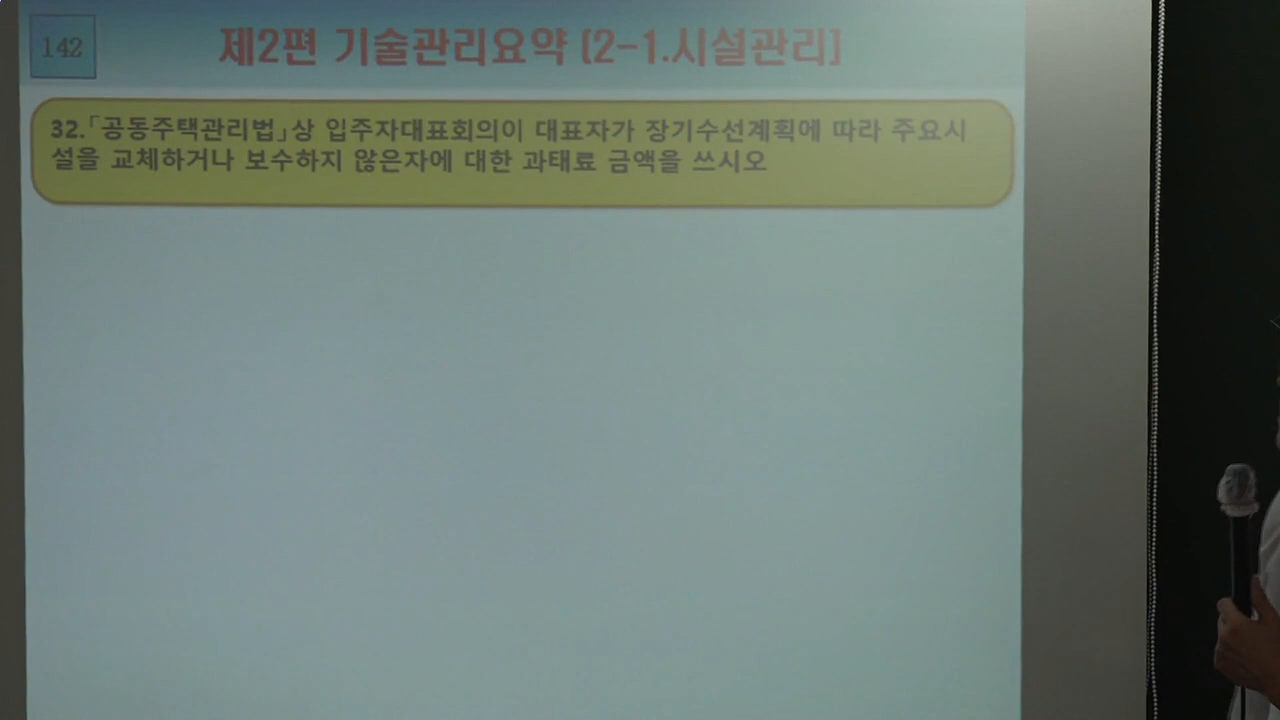 142
제2편 기술관리요약 [2-1.시설관리]
32.「공동주택관리법」상 입주자대표회의이 대표자가 장기수선계획에 따라 주요시
설을 교체하거나 보수하지 않은자에 대한 과태료 금액을 쓰시오